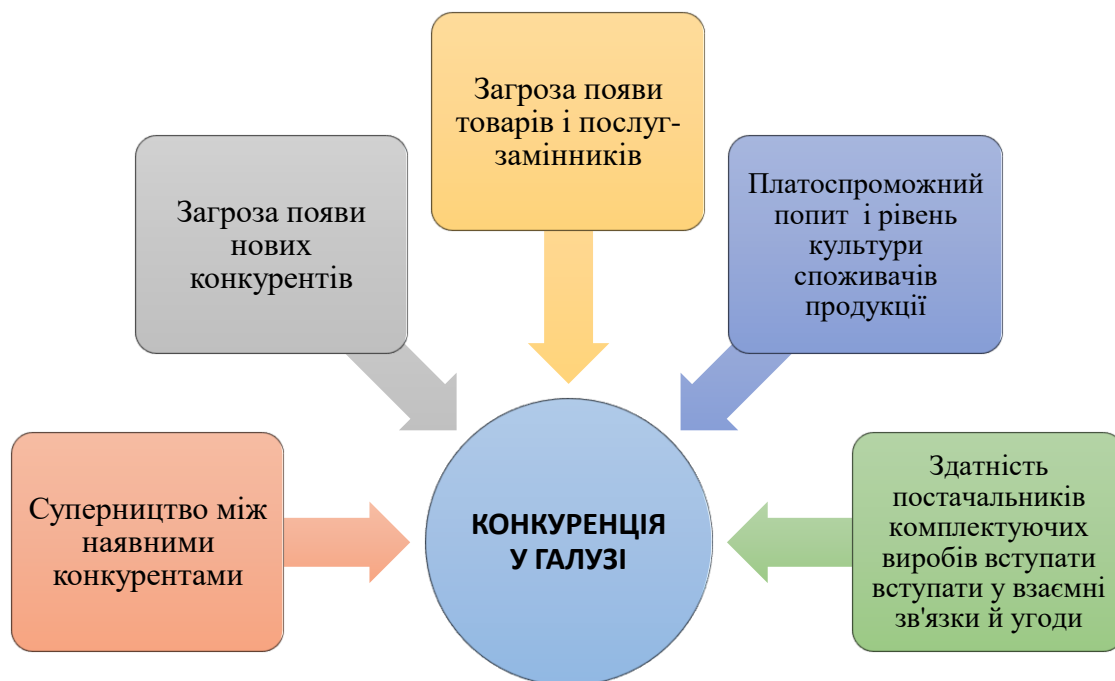 Загроза появи
товарів і послуг-
замінників
Загроза появи
нових
конкурентів
Платоспроможний
попит і рівень
культури
споживачів
продукції
Суперництво між
наявними
конкурентами
КОНКУРЕНЦІЯ
У ГАЛУЗІ
Здатність
постачальників
комплектуючих
виробів вступати
вступати у взаємні
зв'язки й угоди